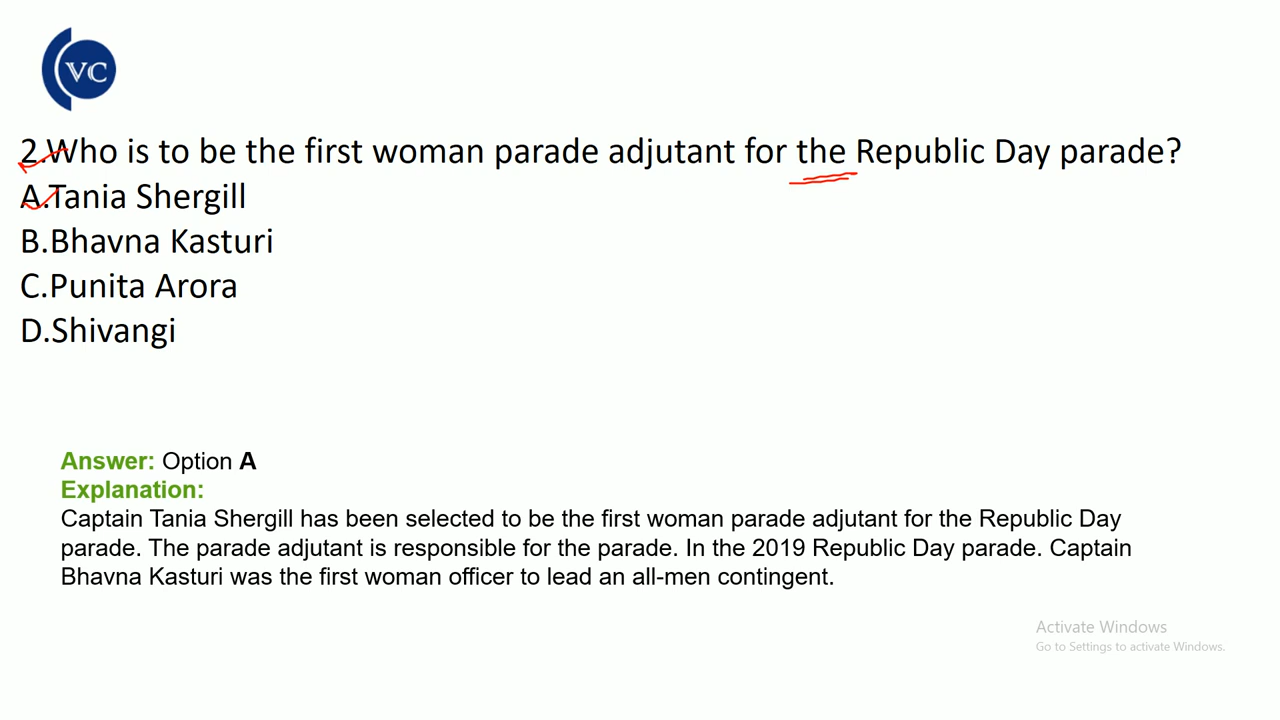 VC
2.Who is to be the first woman parade adjutant for the Republic Day parade?
A.Tania Shergill
B.Bhavna Kasturi
C.Punita Arora
D.Shivangi
Answer: Option A
Explanation:
Captain Tania Shergill has been selected to be the first woman parade adjutant for the Republic Day
parade. The parade adjutant is responsible for the parade. In the 2019 Republic Day parade. Captain
Bhavna Kasturi was the first woman officer to lead an all-men contingent.
Activate Windows
Go to Settings to activate Windows.